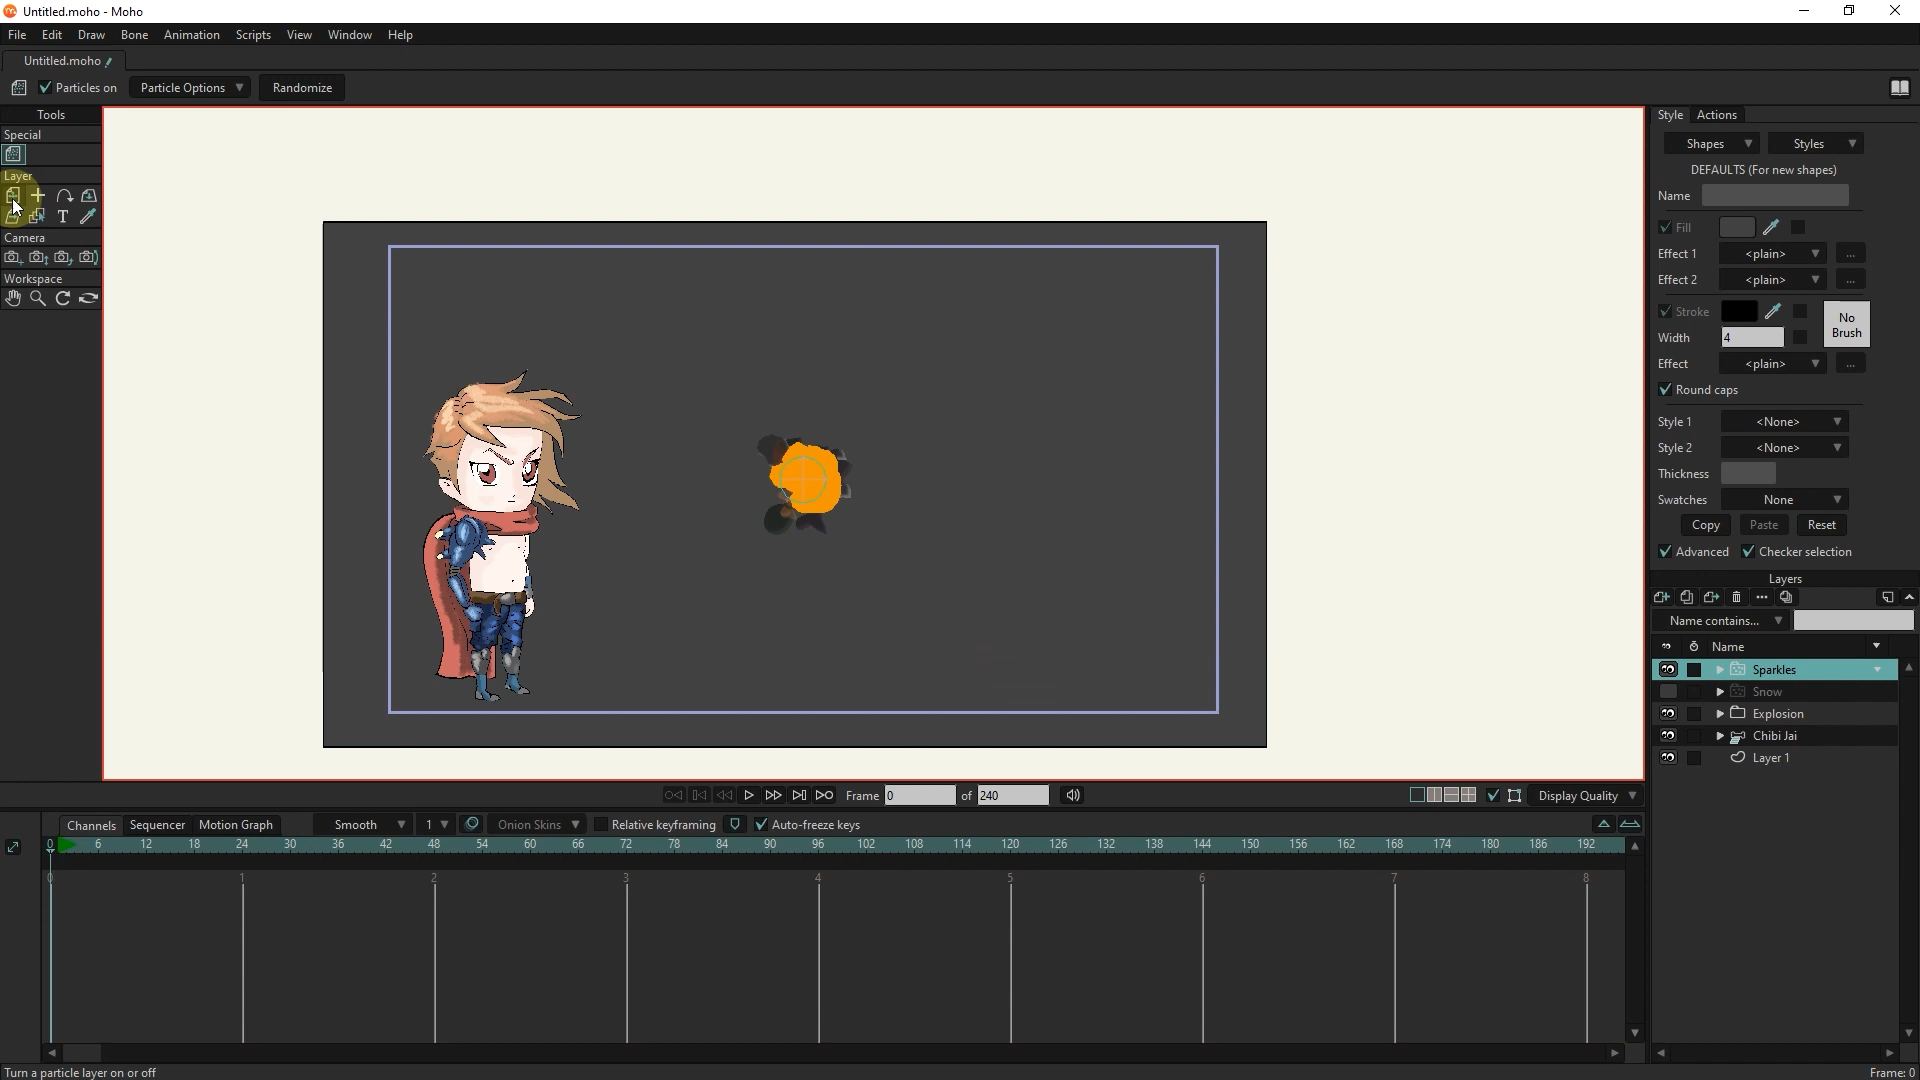 Untitled.moho - Moho
File Edit Draw Bone Animation Scripts View Window Help
Untitled.moho
Particles on Particle Options Randomize
Tools
Special
Layer
T
Camera
Workspace
Style Actions
Shapes Styles
DEFAULTS (For new shapes)
Name
Fill
Effect 1 <plain> ...
Effect 2 <plain> ...
Stroke
No
Brush
Width 4
Effect <plain> ...
Round caps
Style 1 <None>
Style 2 <None>
Thickness
Swatches None
Copy Paste Reset
Advanced Checker selection
Layers
Name contains...
Name
Sparkles
Snow
Explosion
Chibi Jai
Layer 1
Frame 0 of 240 Display Quality
Channels Sequencer Motion Graph Smooth 1 Onion Skins Relative keyframing Auto-freeze keys
0 6 12 18 24 30 36 42 48 54 60 66 72 78 84 90 96 102 108 114 120 126 132 138 144 150 156 162 168 174 180 186 192
0 1 2 3 4 5 6 7 8
Turn a particle layer on or off Frame: 0